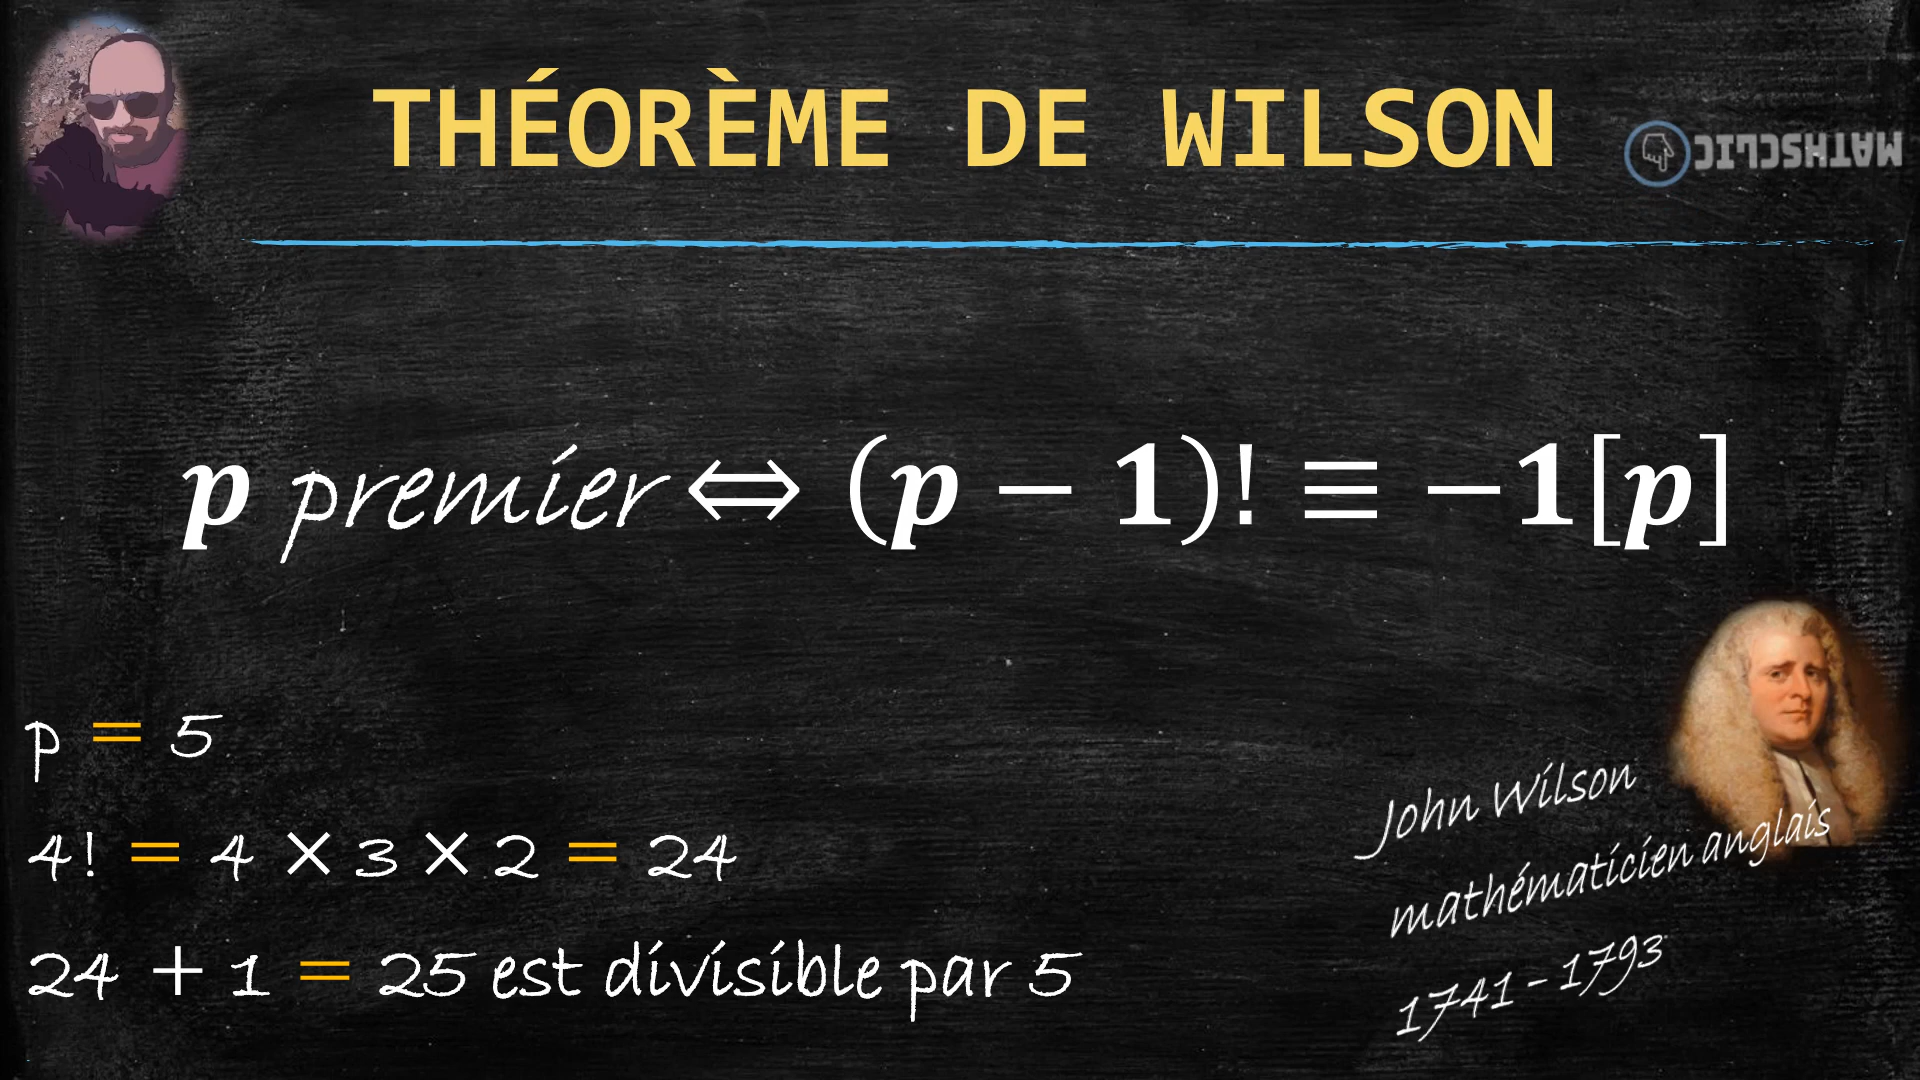 THÉORÈME DE WILSON
MATHSCLIC
p premier ⇔ (p − 1)! ≡ −1[p]
p = 5
4! = 4 × 3 × 2 = 24
24 + 1 = 25 est divisible par 5
John Wilson
mathématicien anglais
1741 – 1793